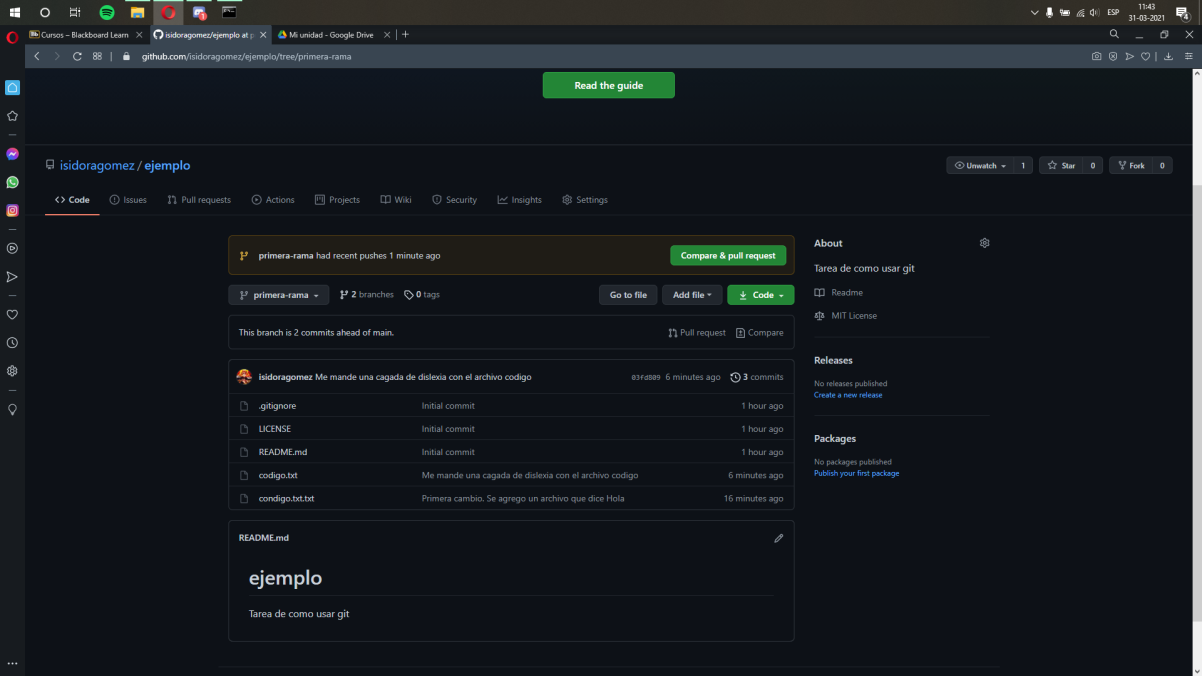 11:43
ESP
31-03-2021
4
Cursos – Blackboard Learn
isidoragomez/ejemplo at p
Mi unidad - Google Drive
github.com/isidoragomez/ejemplo/tree/primera-rama
Read the guide
isidoragomez / ejemplo
Unwatch 1 Star 0 Fork 0
Code Issues Pull requests Actions Projects Wiki Security Insights Settings
primera-rama had recent pushes 1 minute ago
Compare & pull request
primera-rama 2 branches 0 tags
Go to file Add file Code
This branch is 2 commits ahead of main.
Pull request Compare
isidoragomez Me mande una cagada de dislexia con el archivo codigo 03fd809 6 minutes ago 3 commits
.gitignore Initial commit 1 hour ago
LICENSE Initial commit 1 hour ago
README.md Initial commit 1 hour ago
codigo.txt Me mande una cagada de dislexia con el archivo codigo 6 minutes ago
condigo.txt.txt Primera cambio. Se agrego un archivo que dice Hola 16 minutes ago
README.md
ejemplo
Tarea de como usar git
About
Tarea de como usar git
Readme
MIT License
Releases
No releases published
Create a new release
Packages
No packages published
Publish your first package